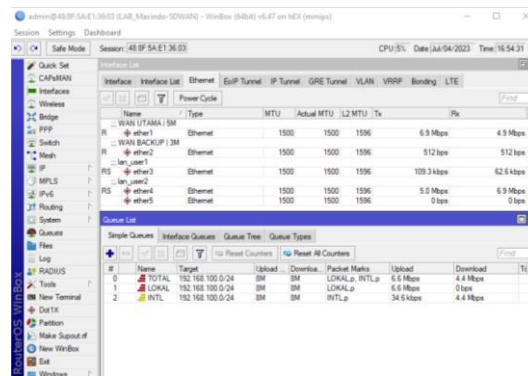 admin@48:8F:5A:E1:36:03 (LAB_Maxindo-SDWAN) - WinBox (64bit) v6.47 on hEX (mmips)
Session Settings Dashboard
Safe Mode Session: 48:8F:5A:E1:36:03 CPU: 5% Date: Jul/04/2023 Time: 16:54:31
Quick Set
CAPsMAN
Interfaces
Wireless
Bridge
PPP
Switch
Mesh
IP
MPLS
IPv6
Routing
System
Queues
Files
Log
RADIUS
Tools
New Terminal
Dot1X
Partition
Make Supout.rif
New WinBox
Exit
Windows
RouterOS WinBox
Interface List
Interface Interface List Ethernet EoIP Tunnel IP Tunnel GRE Tunnel VLAN VRRP Bonding LTE
Power Cycle Find
Name Type MTU Actual MTU L2 MTU Tx Rx
::: WAN UTAMA | 5M
R ether1 Ethernet 1500 1500 1596 6.9 Mbps 4.9 Mbps
::: WAN BACKUP | 3M
R ether2 Ethernet 1500 1500 1596 512 bps 512 bps
::: lan_user1
RS ether3 Ethernet 1500 1500 1596 109.3 kbps 62.6 kbps
::: lan_user2
RS ether4 Ethernet 1500 1500 1596 5.0 Mbps 6.9 Mbps
ether5 Ethernet 1500 1500 1596 0 bps 0 bps
Queue List
Simple Queues Interface Queues Queue Tree Queue Types
Reset Counters Reset All Counters Find
# Name Target Upload ... Downloa... Packet Marks Upload Download
0 TOTAL 192.168.100.0/24 8M 8M LOKAL.p, INTL.p 6.6 Mbps 4.4 Mbps
1 LOKAL 192.168.100.0/24 8M 8M LOKAL.p 6.6 Mbps 0 bps
2 INTL 192.168.100.0/24 8M 8M INTL.p 34.6 kbps 4.4 Mbps